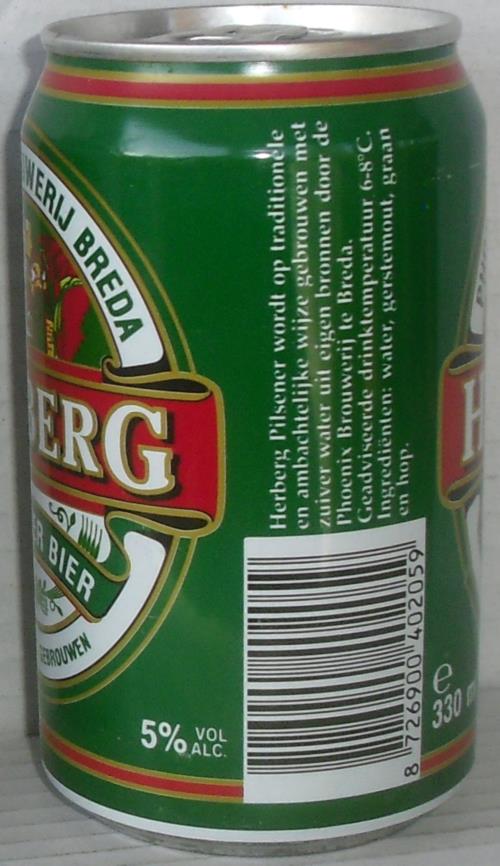 BREDA
BERG
BIER
GEBROUWEN
5% VOL
ALC.
Herberg Pilsener wordt op traditionele
en ambachtelijke wijze gebrouwen met
zuiver water uit eigen bronnen door de
Phoenix Brouwerij te Breda.
Geadviseerde drinktemperatuur 6-8°C.
Ingrediënten: water, gerstemout, graan
en hop.
8 726900 402059
e
330
H